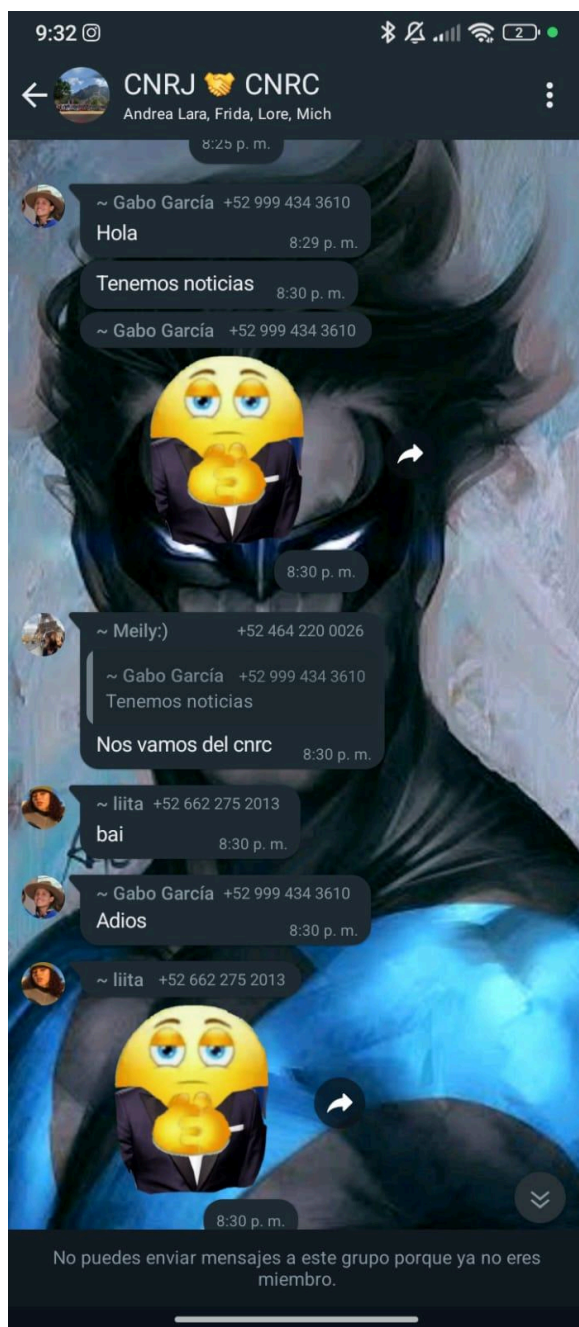 9:32
2
CNRJ 🤝 CNRC
Andrea Lara, Frida, Lore, Mich
8:25 p. m.
~ Gabo García +52 999 434 3610
Hola
8:29 p. m.
Tenemos noticias
8:30 p. m.
~ Gabo García +52 999 434 3610
8:30 p. m.
~ Meily:) +52 464 220 0026
~ Gabo García +52 999 434 3610
Tenemos noticias
Nos vamos del cnrc
8:30 p. m.
~ liita +52 662 275 2013
bai
8:30 p. m.
~ Gabo García +52 999 434 3610
Adios
8:30 p. m.
~ liita +52 662 275 2013
8:30 p. m.
No puedes enviar mensajes a este grupo porque ya no eres
miembro.